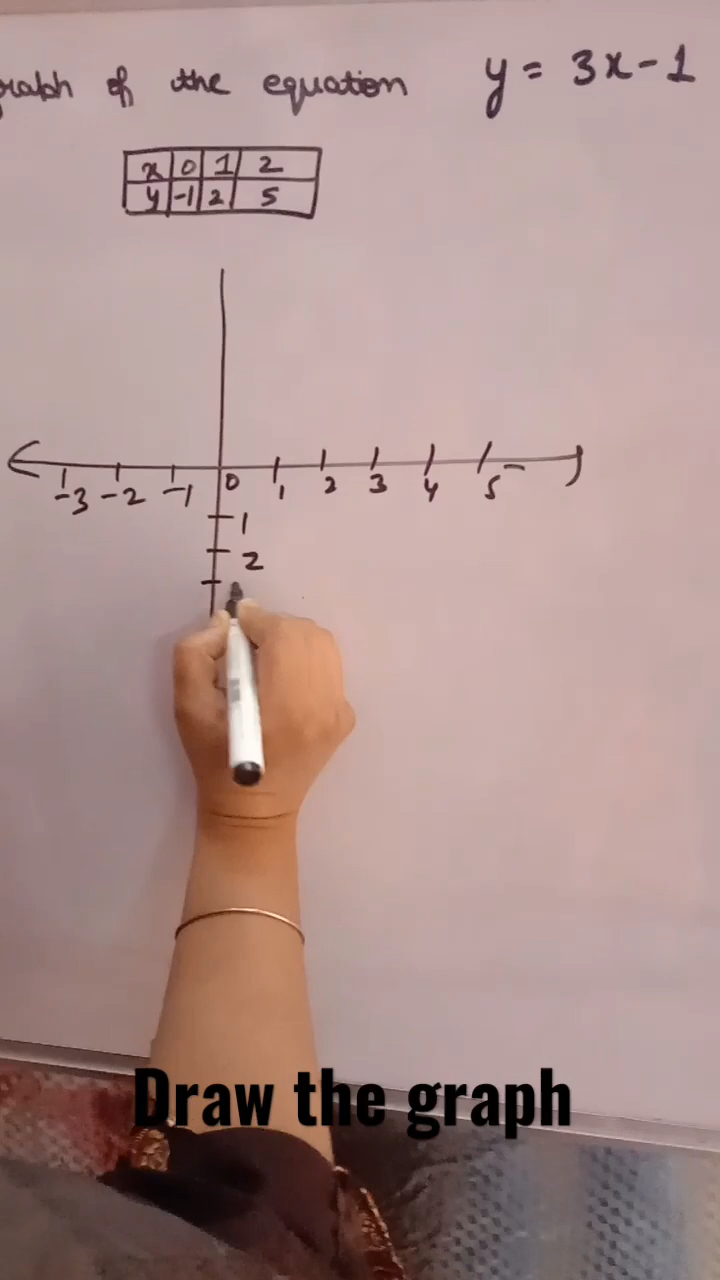 graph of the equation y = 3x-1
x 0 1 2
y -1 2 5
-3 -2 -1 0 1 2 3 4 5
1
2
Draw the graph